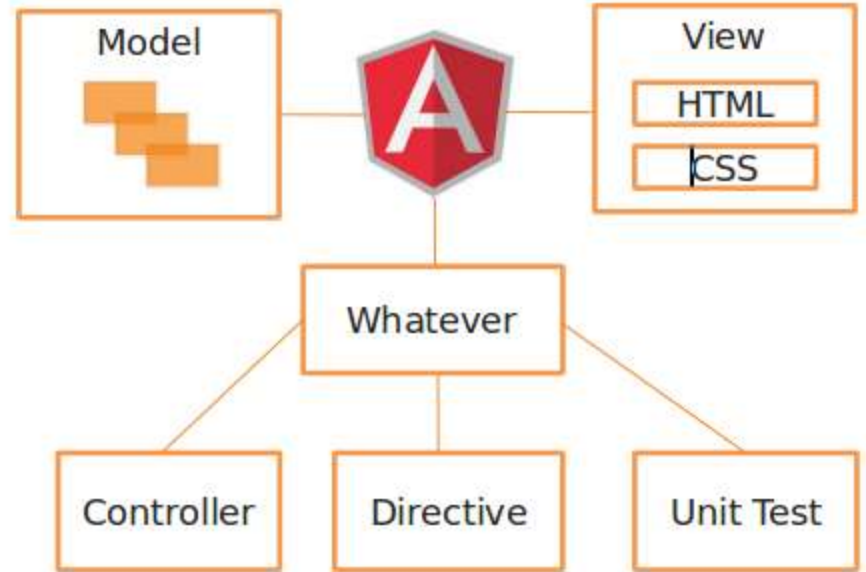 Model
View
HTML
CSS
Whatever
Controller
Directive
Unit Test